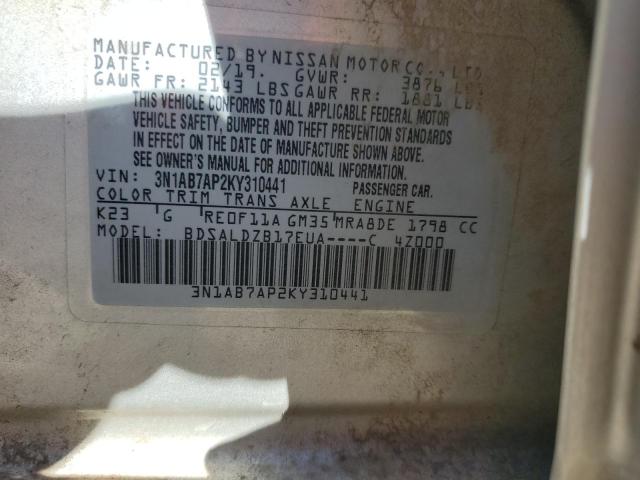 MANUFACTURED BY NISSAN MOTOR CO., LTD.
DATE: 02/19. GVWR: 3876 LBS
GAWR FR: 2143 LBS GAWR RR: 1881 LBS
THIS VEHICLE CONFORMS TO ALL APPLICABLE FEDERAL MOTOR
VEHICLE SAFETY, BUMPER AND THEFT PREVENTION STANDARDS
IN EFFECT ON THE DATE OF MANUFACTURE SHOWN ABOVE.
SEE OWNER'S MANUAL FOR ADDITIONAL INFORMATION.
VIN: 3N1AB7AP2KY310441 PASSENGER CAR.
COLOR TRIM TRANS AXLE ENGINE
K23 G RE0F11A GM35 MRA8DE 1798 CC
MODEL: BDSALDZB17EUA----C 4Z000
3N1AB7AP2KY310441